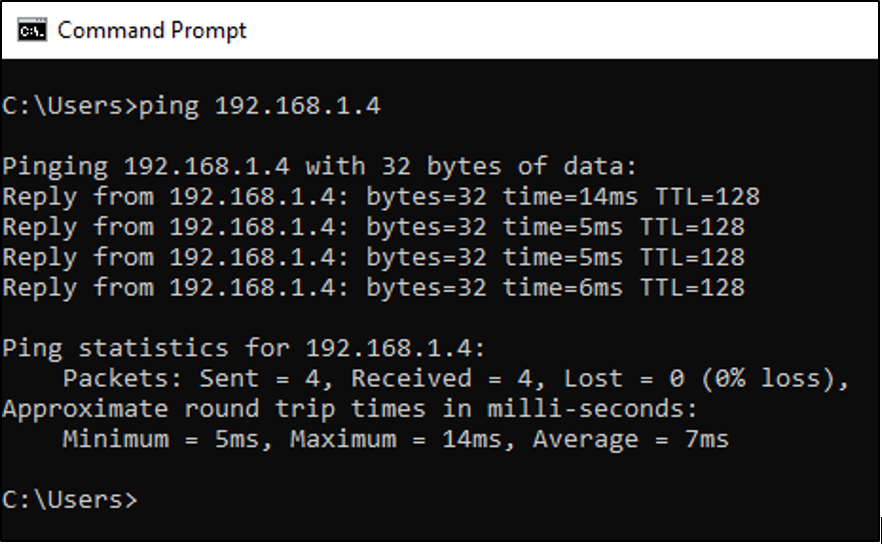 Command Prompt
C:\Users>ping 192.168.1.4
Pinging 192.168.1.4 with 32 bytes of data:
Reply from 192.168.1.4: bytes=32 time=14ms TTL=128
Reply from 192.168.1.4: bytes=32 time=5ms TTL=128
Reply from 192.168.1.4: bytes=32 time=5ms TTL=128
Reply from 192.168.1.4: bytes=32 time=6ms TTL=128
Ping statistics for 192.168.1.4:
    Packets: Sent = 4, Received = 4, Lost = 0 (0% loss),
Approximate round trip times in milli-seconds:
    Minimum = 5ms, Maximum = 14ms, Average = 7ms
C:\Users>